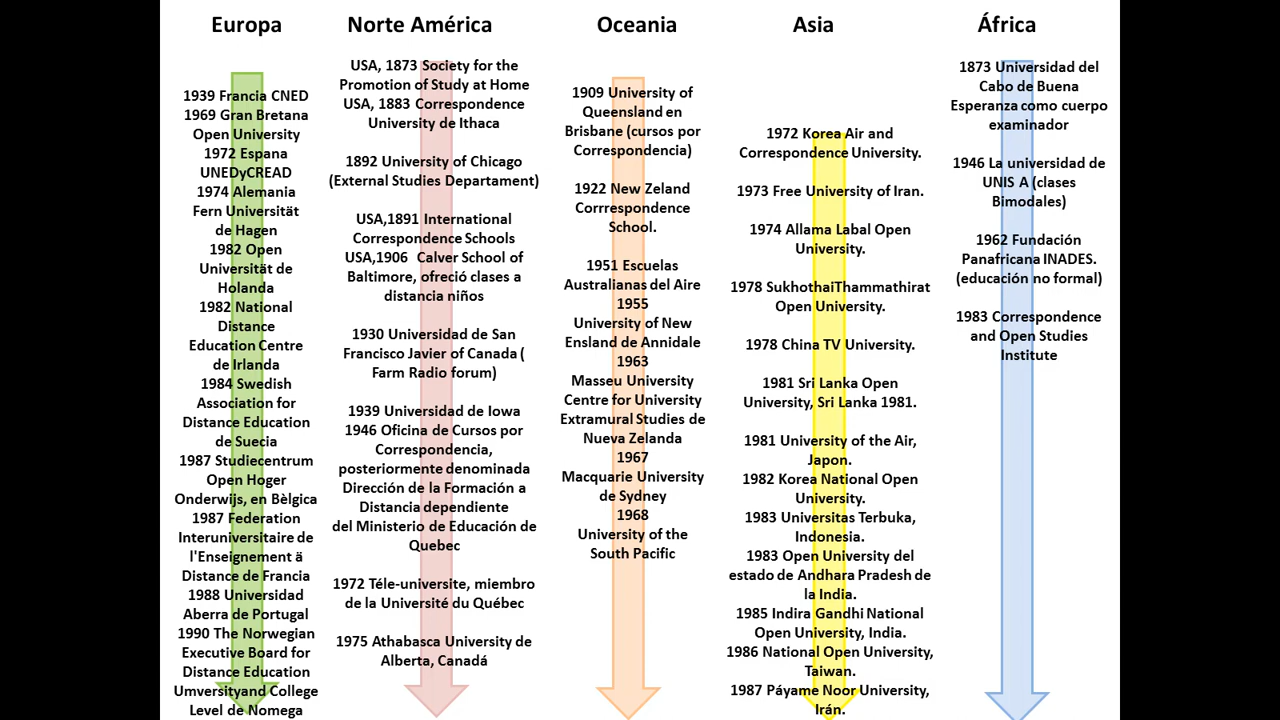 Europa
1939 Francia CNED
1969 Gran Bretana
Open University
1972 Espana
UNEDyCREAD
1974 Alemania
Fern Universität
de Hagen
1982 Open
Universität de
Holanda
1982 National
Distance
Education Centre
de Irlanda
1984 Swedish
Association for
Distance Education
de Suecia
1987 Studiecentrum
Open Hoger
Onderwijs, en Bèlgica
1987 Federation
Interuniversitaire de
l'Enseignement ä
Distance de Francia
1988 Universidad
Aberra de Portugal
1990 The Norwegian
Executive Board for
Distance Education
Umversityand College
Level de Nomega
Norte América
USA, 1873 Society for the
Promotion of Study at Home
USA, 1883 Correspondence
University de Ithaca
1892 University of Chicago
(External Studies Departament)
USA,1891 International
Correspondence Schools
USA,1906 Calver School of
Baltimore, ofreció clases a
distancia niños
1930 Universidad de San
Francisco Javier of Canada (
Farm Radio forum)
1939 Universidad de Iowa
1946 Oficina de Cursos por
Correspondencia,
posteriormente denominada
Dirección de la Formación a
Distancia dependiente
del Ministerio de Educación de
Quebec
1972 Téle-universite, miembro
de la Université du Québec
1975 Athabasca University de
Alberta, Canadá
Oceania
1909 University of
Queensland en
Brisbane (cursos por
Correspondencia)
1922 New Zeland
Corrrespondence
School.
1951 Escuelas
Australianas del Aire
1955
University of New
Ensland de Annidale
1963
Masseu University
Centre for University
Extramural Studies de
Nueva Zelanda
1967
Macquarie University
de Sydney
1968
University of the
South Pacific
Asia
1972 Korea Air and
Correspondence University.
1973 Free University of Iran.
1974 Allama Labal Open
University.
1978 SukhothaiThammathirat
Open University.
1978 China TV University.
1981 Sri Lanka Open
University, Sri Lanka 1981.
1981 University of the Air,
Japon.
1982 Korea National Open
University.
1983 Universitas Terbuka,
Indonesia.
1983 Open University del
estado de Andhara Pradesh de
la India.
1985 Indira Gandhi National
Open University, India.
1986 National Open University,
Taiwan.
1987 Páyame Noor University,
Irán.
África
1873 Universidad del
Cabo de Buena
Esperanza como cuerpo
examinador
1946 La universidad de
UNIS A (clases
Bimodales)
1962 Fundación
Panafricana INADES.
(educación no formal)
1983 Correspondence
and Open Studies
Institute